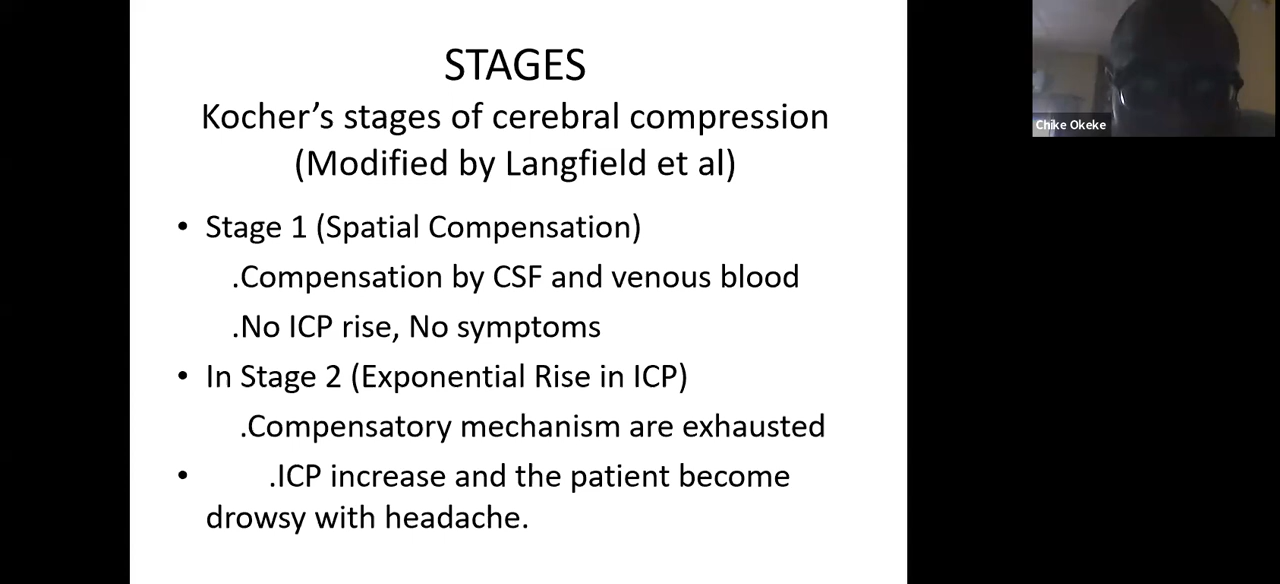 STAGES
Kocher’s stages of cerebral compression
(Modified by Langfield et al)
• Stage 1 (Spatial Compensation)
.Compensation by CSF and venous blood
.No ICP rise, No symptoms
• In Stage 2 (Exponential Rise in ICP)
.Compensatory mechanism are exhausted
• .ICP increase and the patient become
drowsy with headache.
Chike Okeke